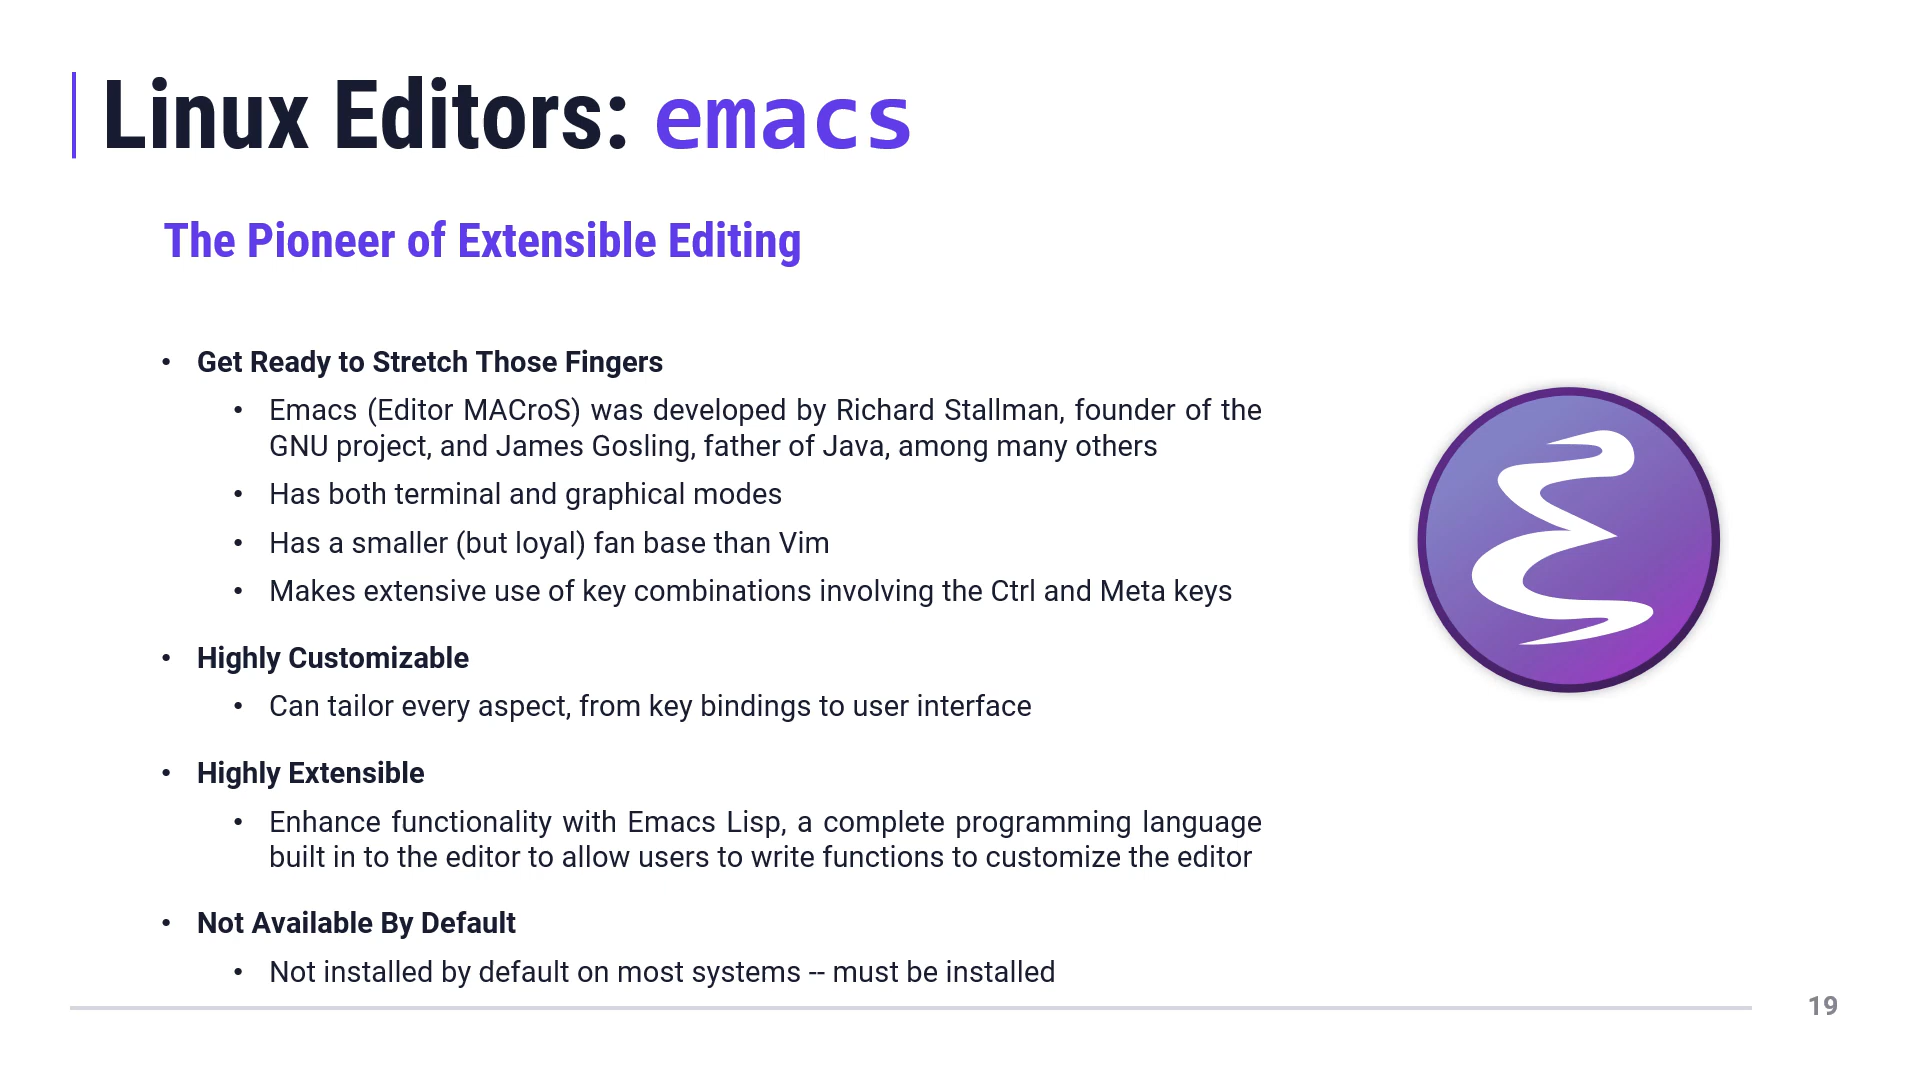 Linux Editors: emacs
The Pioneer of Extensible Editing
• Get Ready to Stretch Those Fingers
• Emacs (Editor MACroS) was developed by Richard Stallman, founder of the
GNU project, and James Gosling, father of Java, among many others
• Has both terminal and graphical modes
• Has a smaller (but loyal) fan base than Vim
• Makes extensive use of key combinations involving the Ctrl and Meta keys
• Highly Customizable
• Can tailor every aspect, from key bindings to user interface
• Highly Extensible
• Enhance functionality with Emacs Lisp, a complete programming language
built in to the editor to allow users to write functions to customize the editor
• Not Available By Default
• Not installed by default on most systems -- must be installed
19